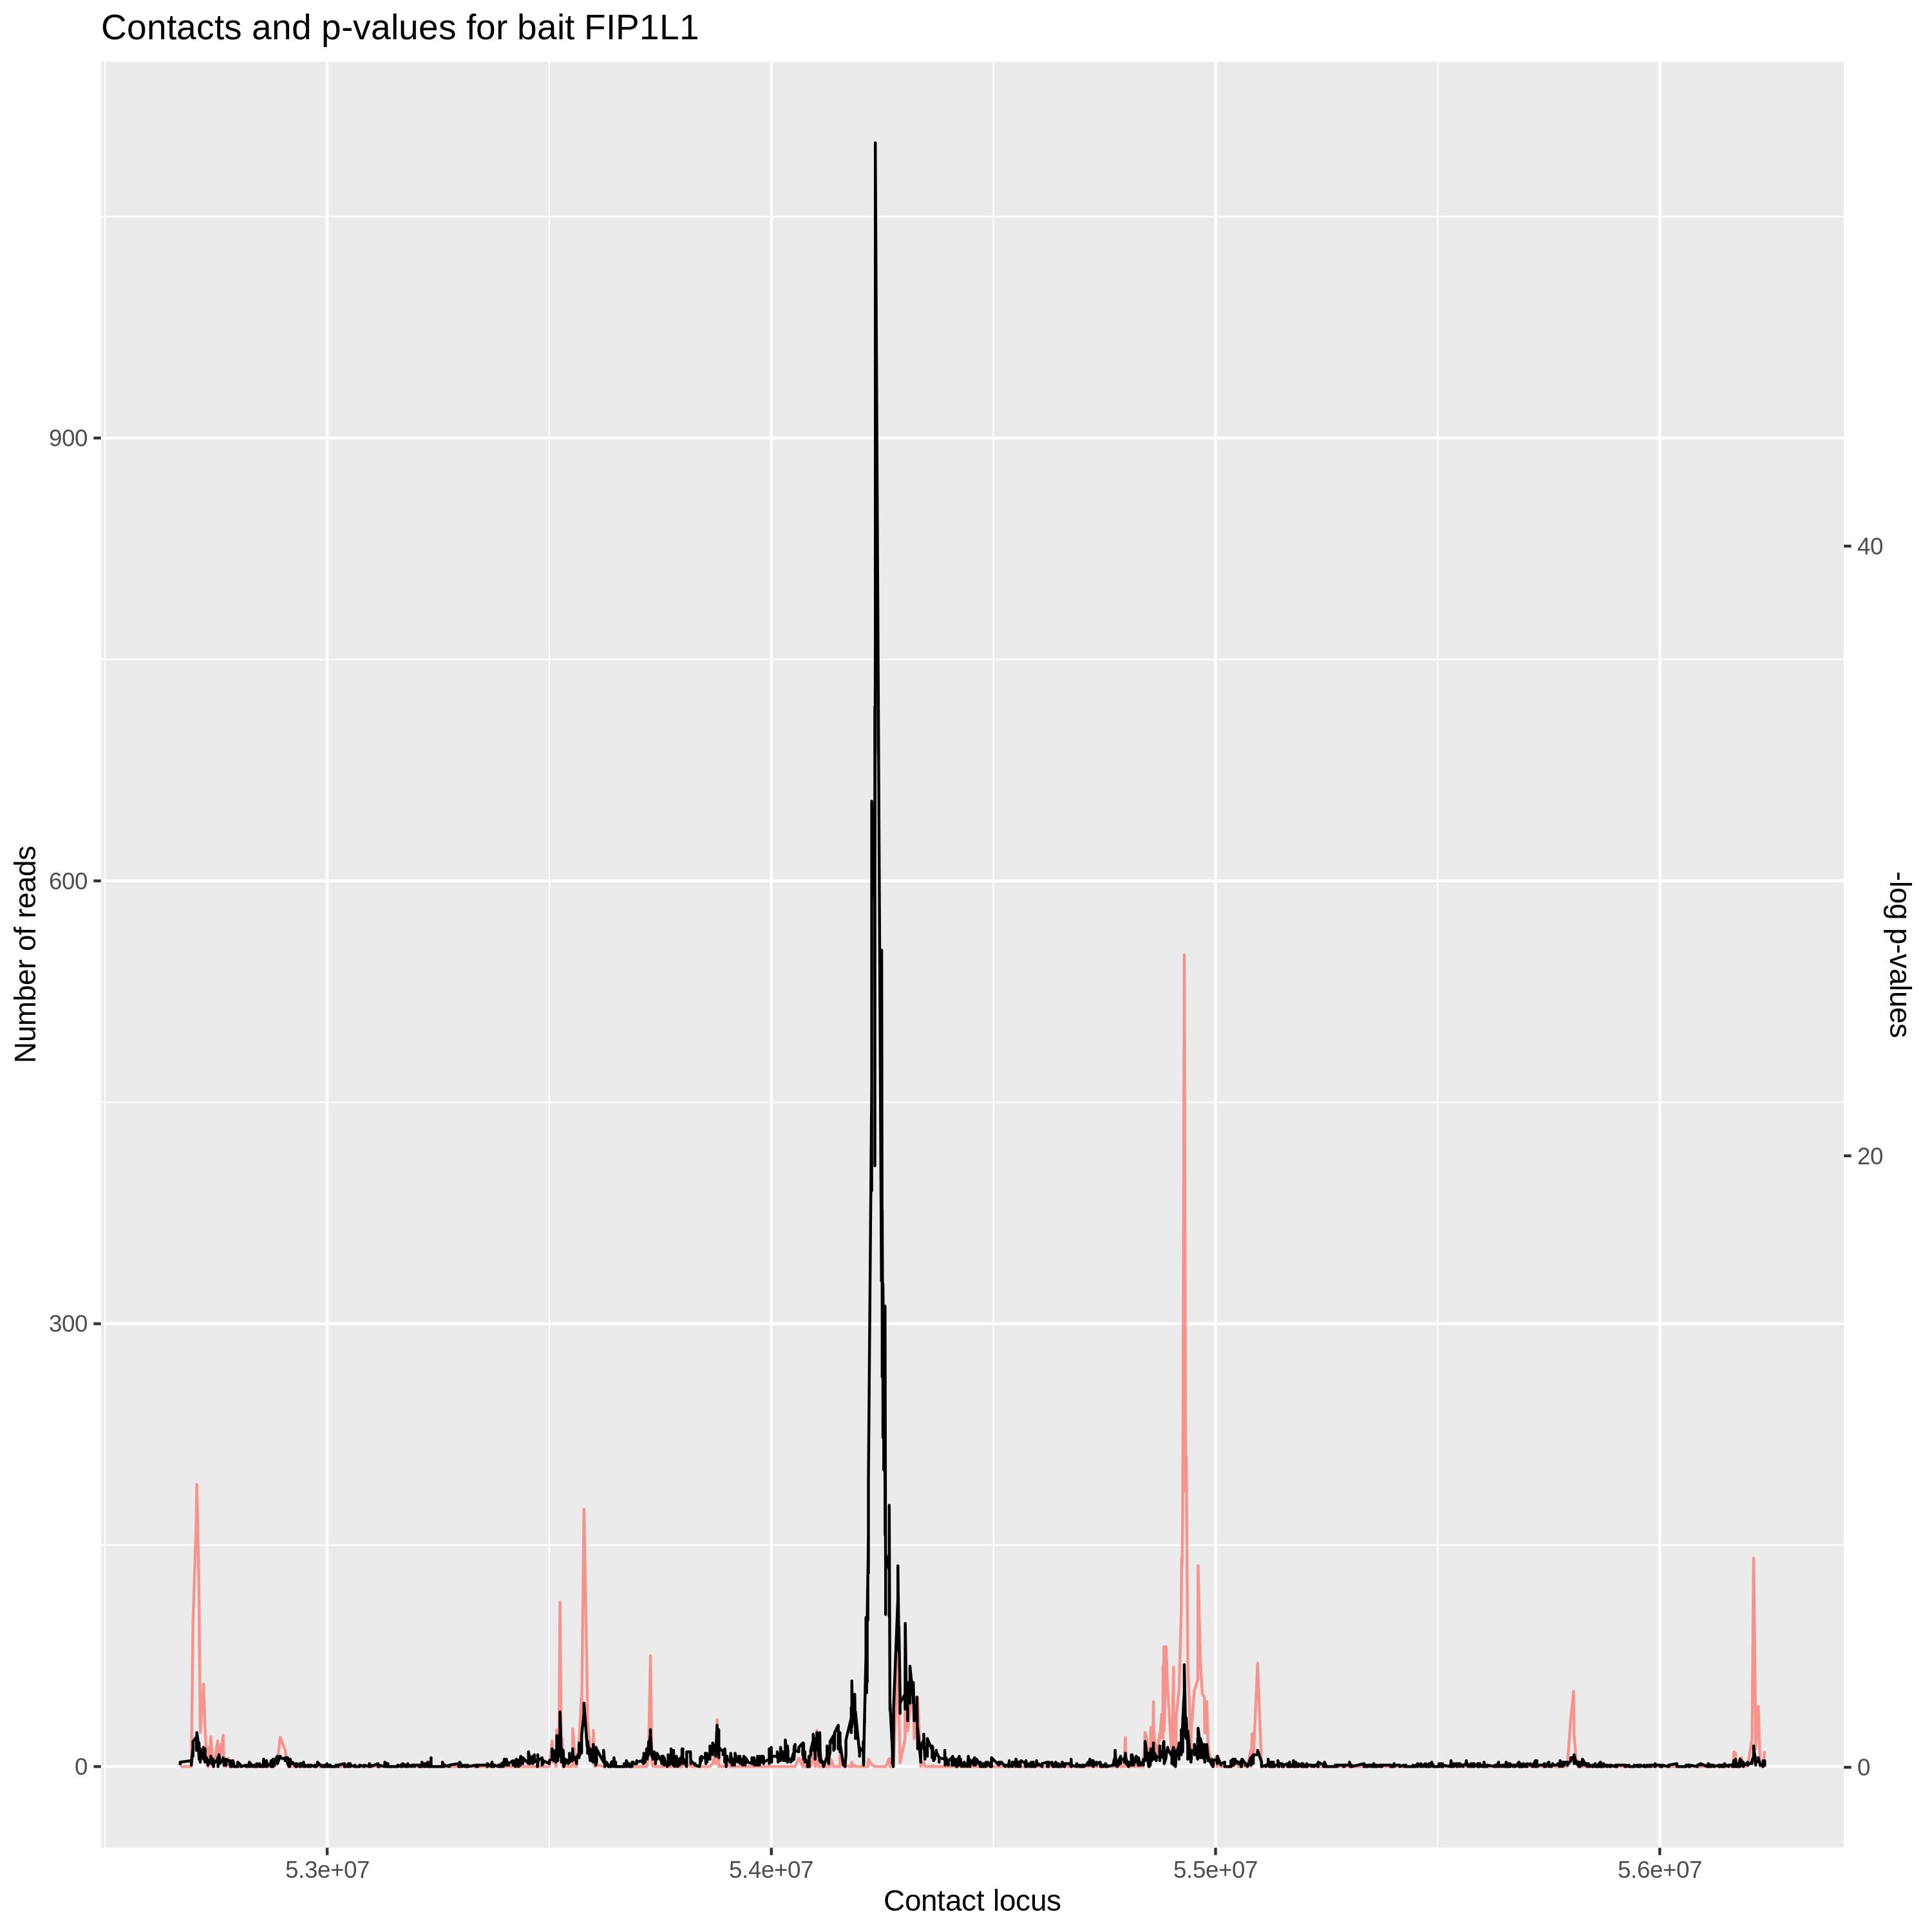 Contacts and p-values for bait FIP1L1
900
600
300
0
Number of reads
40
20
0
-log p-values
5.3e+07
5.4e+07
5.5e+07
5.6e+07
Contact locus